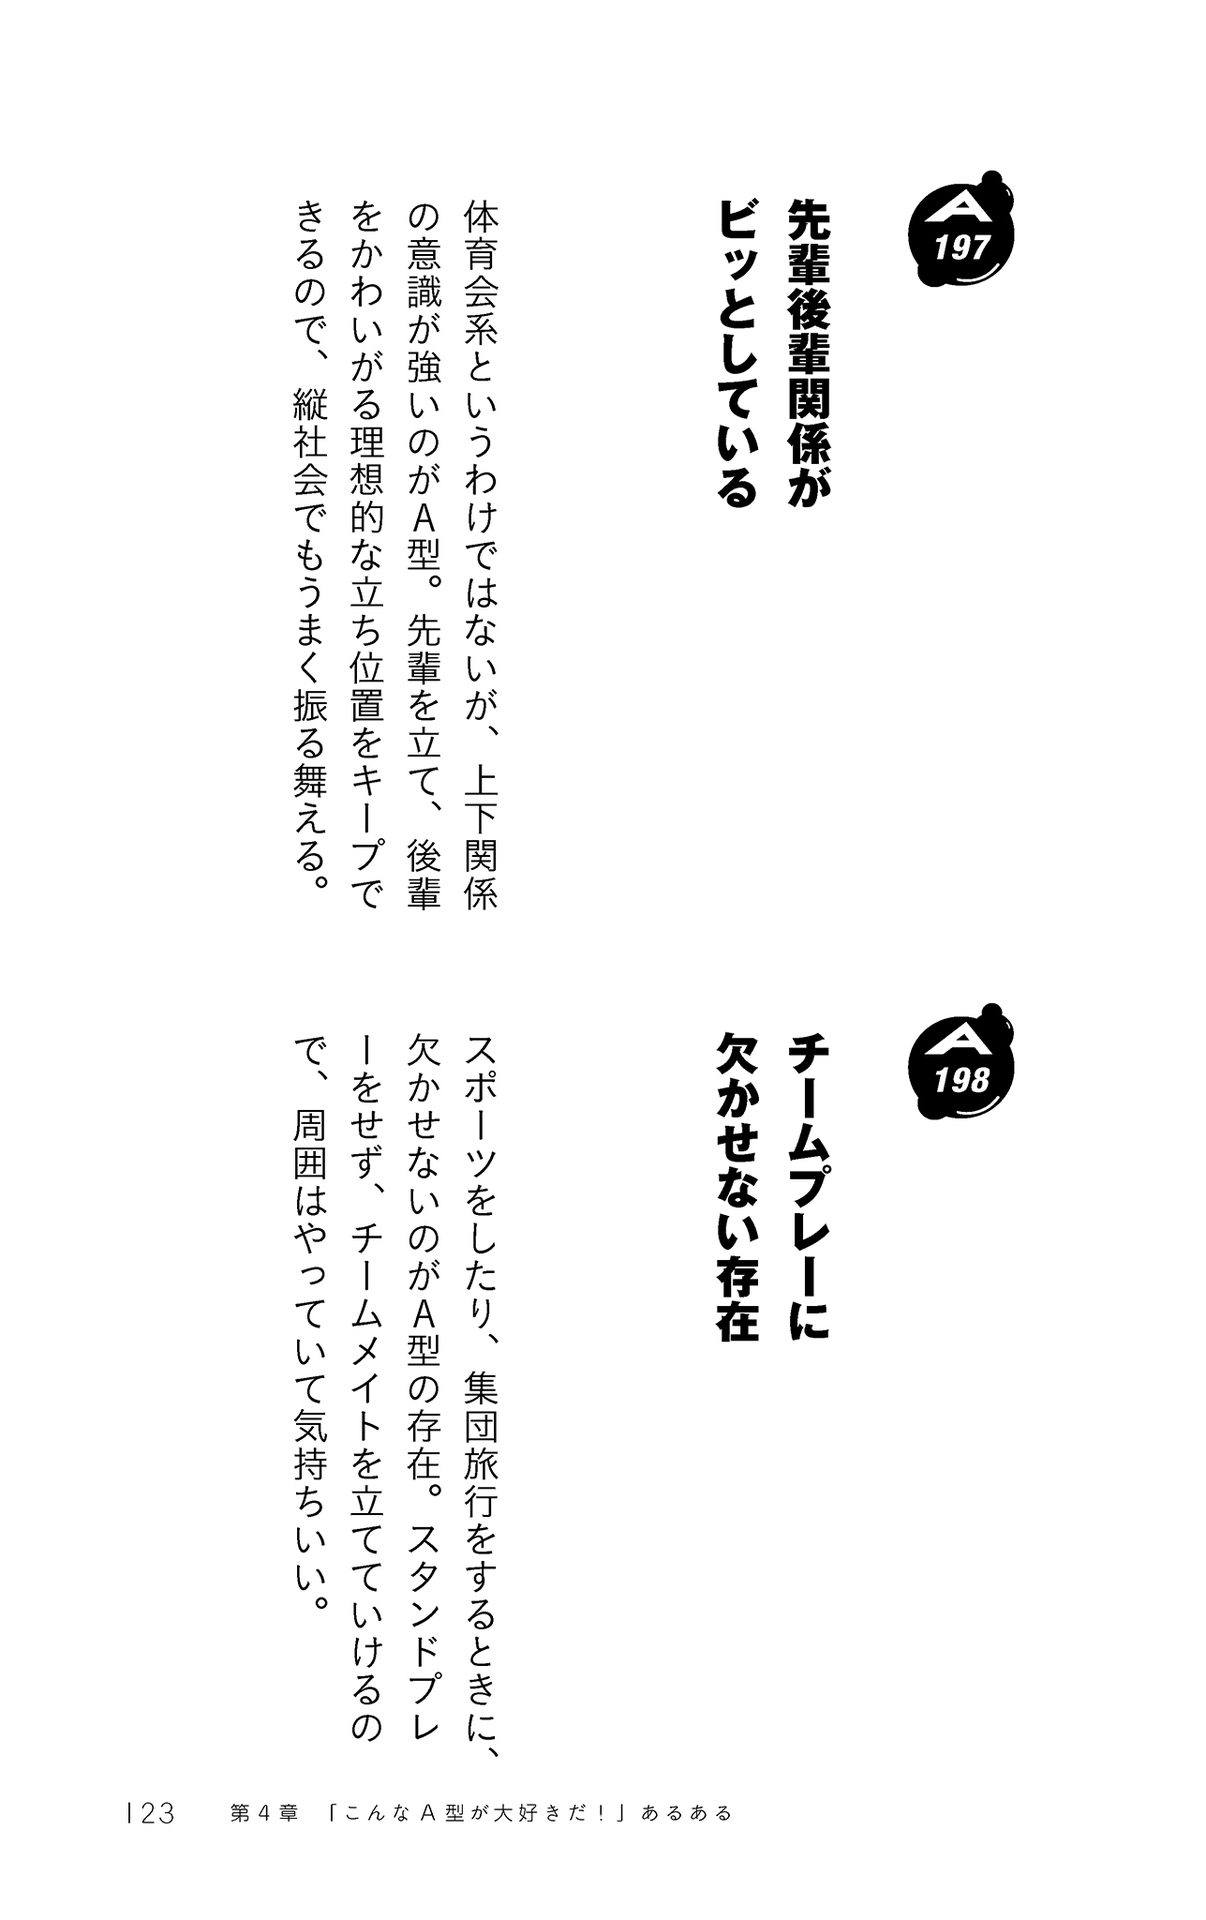 A
197
先輩後輩関係が
ビッとしている
体育会系というわけではないが、上下関係
の意識が強いのがA型。先輩を立て、後輩
をかわいがる理想的な立ち位置をキープで
きるので、縦社会でもうまく振る舞える。
A
198
チームプレーに
欠かせない存在
スポーツをしたり、集団旅行をするときに、
欠かせないのがA型の存在。スタンドプレ
ーをせず、チームメイトを立てていけるの
で、周囲はやっていて気持ちいい。
123 第4章 「こんなA型が大好きだ!」あるある